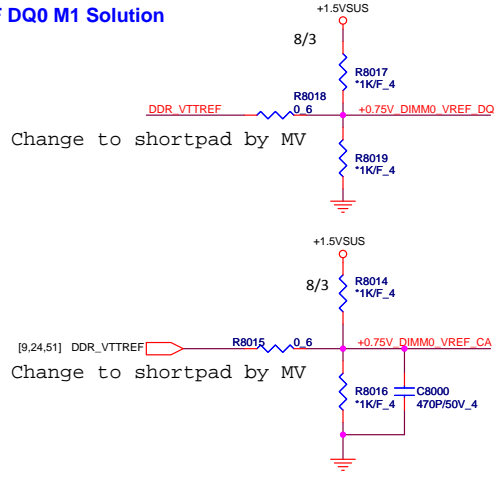 DQ0 M1 Solution
+1.5VSUS
8/3
R8017
*1K/F_4
R8018
0_6
DDR_VTTREF
+0.75V_DIMM0_VREF_DQ
Change to shortpad by MV
R8019
*1K/F_4
+1.5VSUS
8/3
R8014
*1K/F_4
[9,24,51] DDR_VTTREF
R8015
0_6
+0.75V_DIMM0_VREF_CA
Change to shortpad by MV
R8016
*1K/F_4
C8000
470P/50V_4